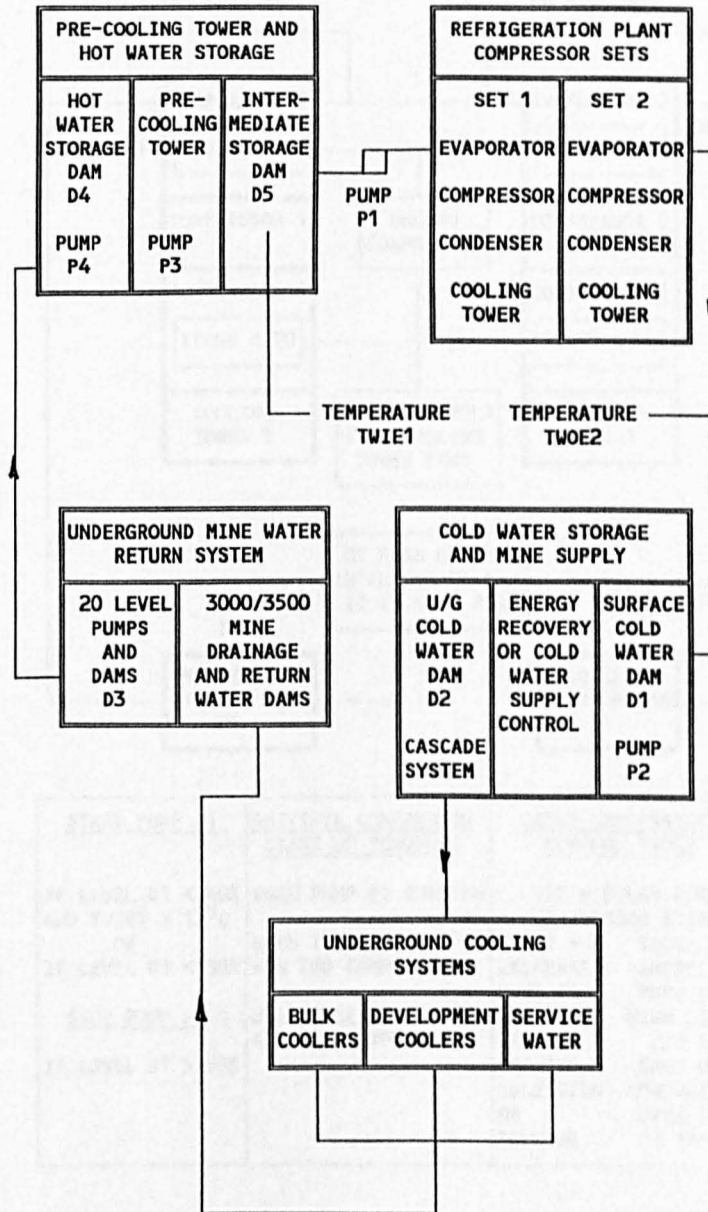 PRE-COOLING TOWER AND
HOT WATER STORAGE
HOT
WATER
STORAGE
DAM
D4
PUMP
P4
PRE-
COOLING
TOWER
PUMP
P3
INTER-
MEDIATE
STORAGE
DAM
D5
PUMP
P1
REFRIGERATION PLANT
COMPRESSOR SETS
SET 1
EVAPORATOR
COMPRESSOR
CONDENSER
COOLING
TOWER
SET 2
EVAPORATOR
COMPRESSOR
CONDENSER
COOLING
TOWER
TEMPERATURE
TWIE1
TEMPERATURE
TWOE2
UNDERGROUND MINE WATER
RETURN SYSTEM
20 LEVEL
PUMPS
AND
DAMS
D3
3000/3500
MINE
DRAINAGE
AND RETURN
WATER DAMS
COLD WATER STORAGE
AND MINE SUPPLY
U/G
COLD
WATER
DAM
D2
CASCADE
SYSTEM
ENERGY
RECOVERY
OR COLD
WATER
SUPPLY
CONTROL
SURFACE
COLD
WATER
DAM
D1
PUMP
P2
UNDERGROUND COOLING
SYSTEMS
BULK
COOLERS
DEVELOPMENT
COOLERS
SERVICE
WATER